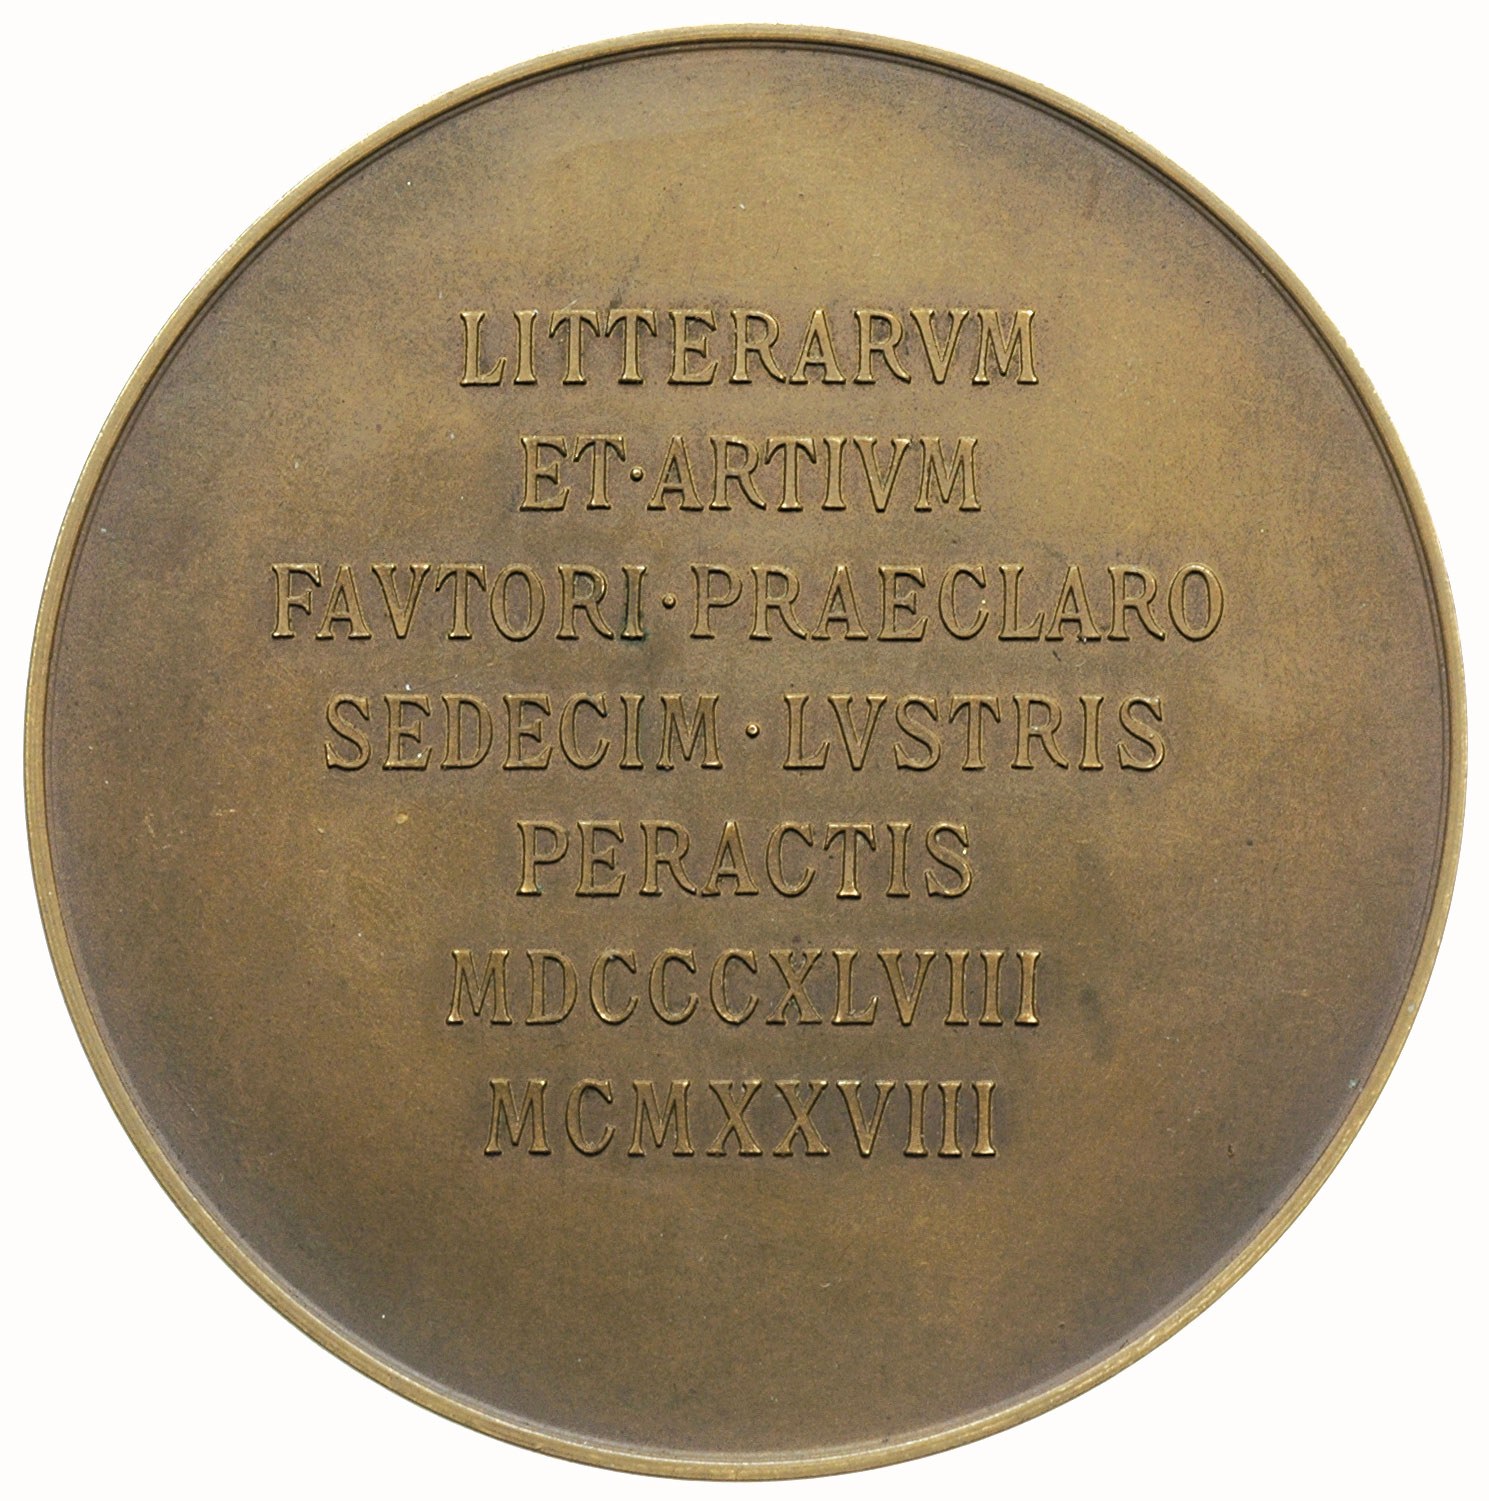 LITTERARVM
ET·ARTIVM
FAVTORI·PRAECLARO
SEDECIM·LVSTRIS
PERACTIS
MDCCCXLVIII
MCMXXVIII